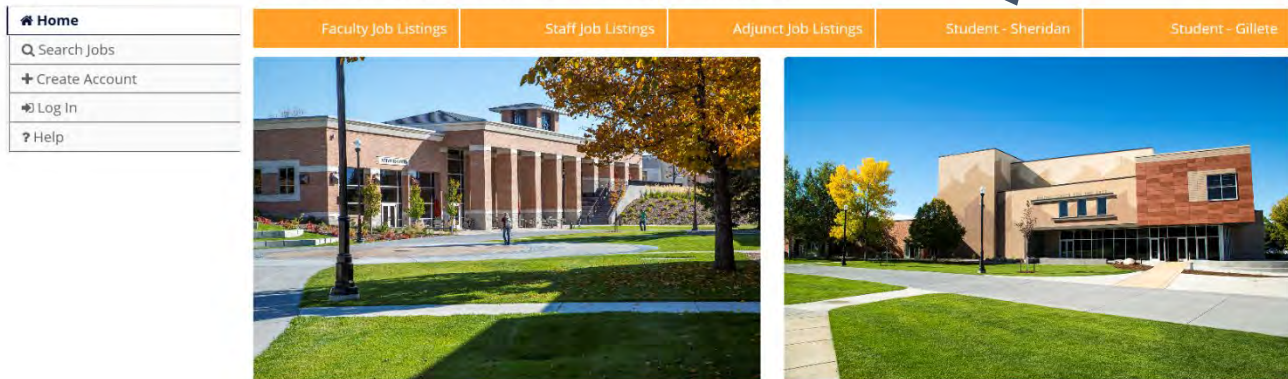 Home
Search Jobs
Create Account
Log In
? Help
Faculty Job Listings
Staff Job Listings
Adjunct Job Listings
Student - Sheridan
Student - Gillete